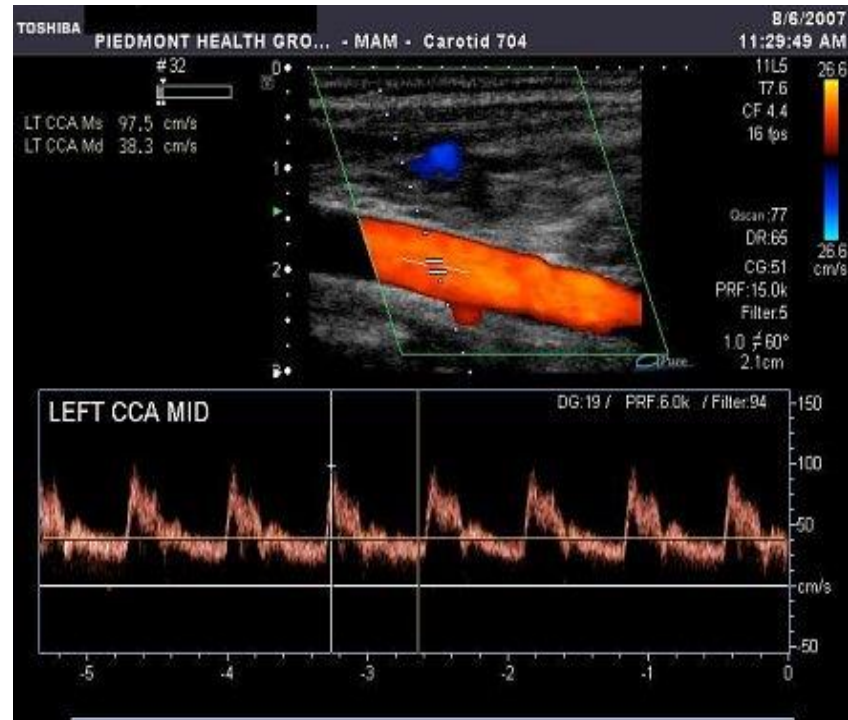 TOSHIBA
PIEDMONT HEALTH GRO... - MAM - Carotid 704
8/6/2007
11:29:49 AM
#32
LT CCA Ms 97.5 cm/s
LT CCA Md 38.3 cm/s
0
1
2
3
11L5
T7.6
CF 4.4
16 fps
Qscan:77
DR:65
CG:51
PRF:15.0k
Filter:5
1.0 ≠ 60°
2.1cm
26.6
26.6
cm/s
LEFT CCA MID
DG:19 / PRF:6.0k / Filter:94
150
100
50
cm/s
-50
-5 -4 -3 -2 -1 0